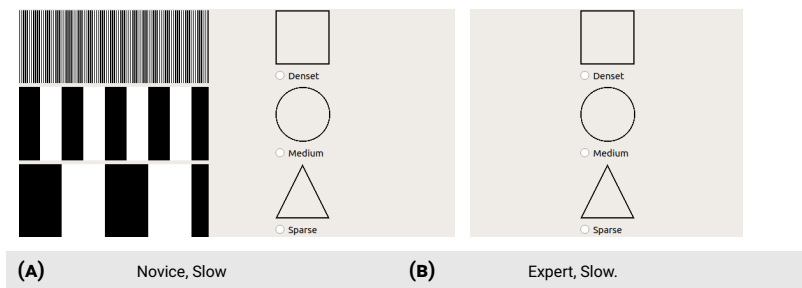 Denset
Medium
Sparse
Denset
Medium
Sparse
(A) Novice, Slow (B) Expert, Slow.